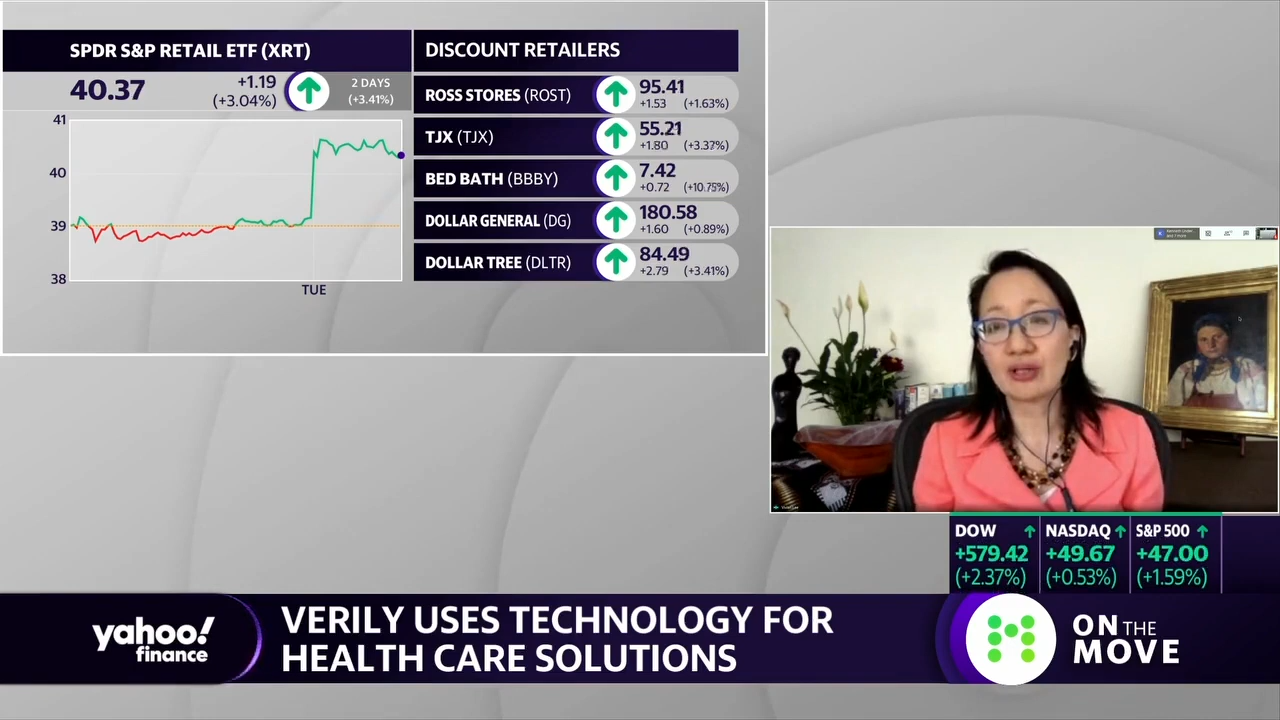 SPDR S&P RETAIL ETF (XRT)
40.37
+1.19
(+3.04%)
2 DAYS
(+3.41%)
41
40
39
38
TUE
DISCOUNT RETAILERS
ROSS STORES (ROST)
95.41
+1.53 (+1.63%)
TJX (TJX)
55.21
+1.80 (+3.37%)
BED BATH (BBBY)
7.42
+0.72 (+10.75%)
DOLLAR GENERAL (DG)
180.58
+1.60 (+0.89%)
DOLLAR TREE (DLTR)
84.49
+2.79 (+3.41%)
DOW
+579.42
(+2.37%)
NASDAQ
+49.67
(+0.53%)
S&P 500
+47.00
(+1.59%)
yahoo!
finance
VERILY USES TECHNOLOGY FOR
HEALTH CARE SOLUTIONS
ON THE
MOVE